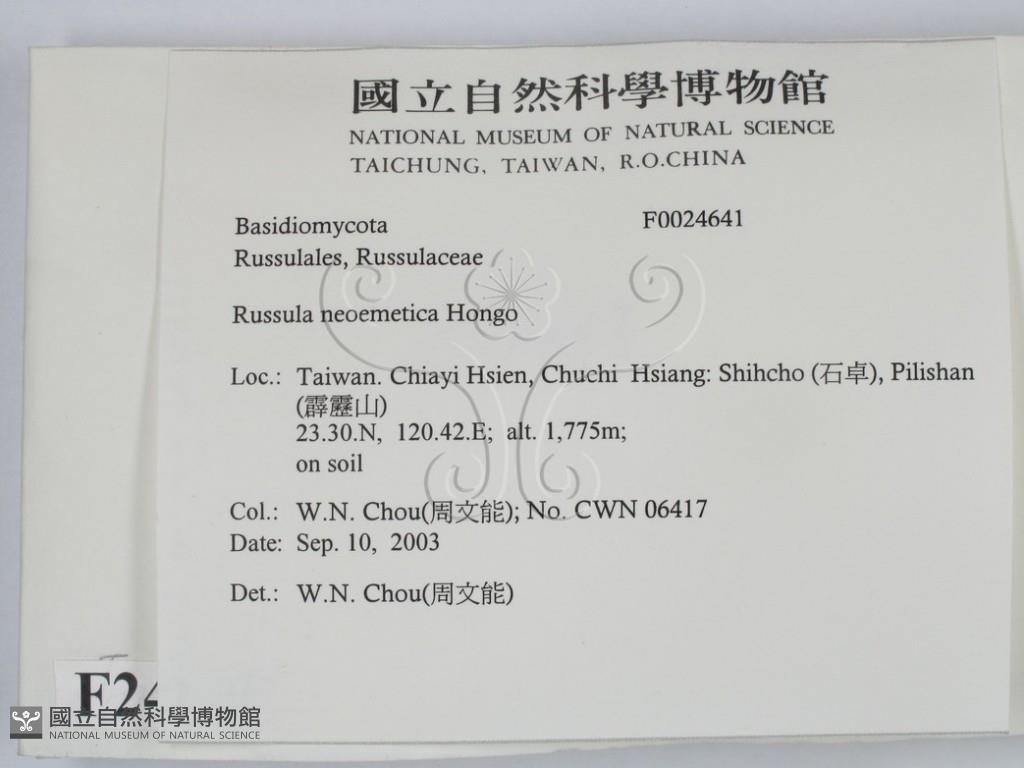 國立自然科學博物館
NATIONAL MUSEUM OF NATURAL SCIENCE
TAICHUNG, TAIWAN, R.O.CHINA
Basidiomycota F0024641
Russulales, Russulaceae
Russula neoemetica Hongo
Loc.: Taiwan. Chiayi Hsien, Chuchi Hsiang: Shihcho (石卓), Pilishan
(霹靂山)
23.30.N, 120.42.E; alt. 1,775m;
on soil
Col.: W.N. Chou(周文能); No. CWN 06417
Date: Sep. 10, 2003
Det.: W.N. Chou(周文能)
F24
國立自然科學博物館
NATIONAL MUSEUM OF NATURAL SCIENCE